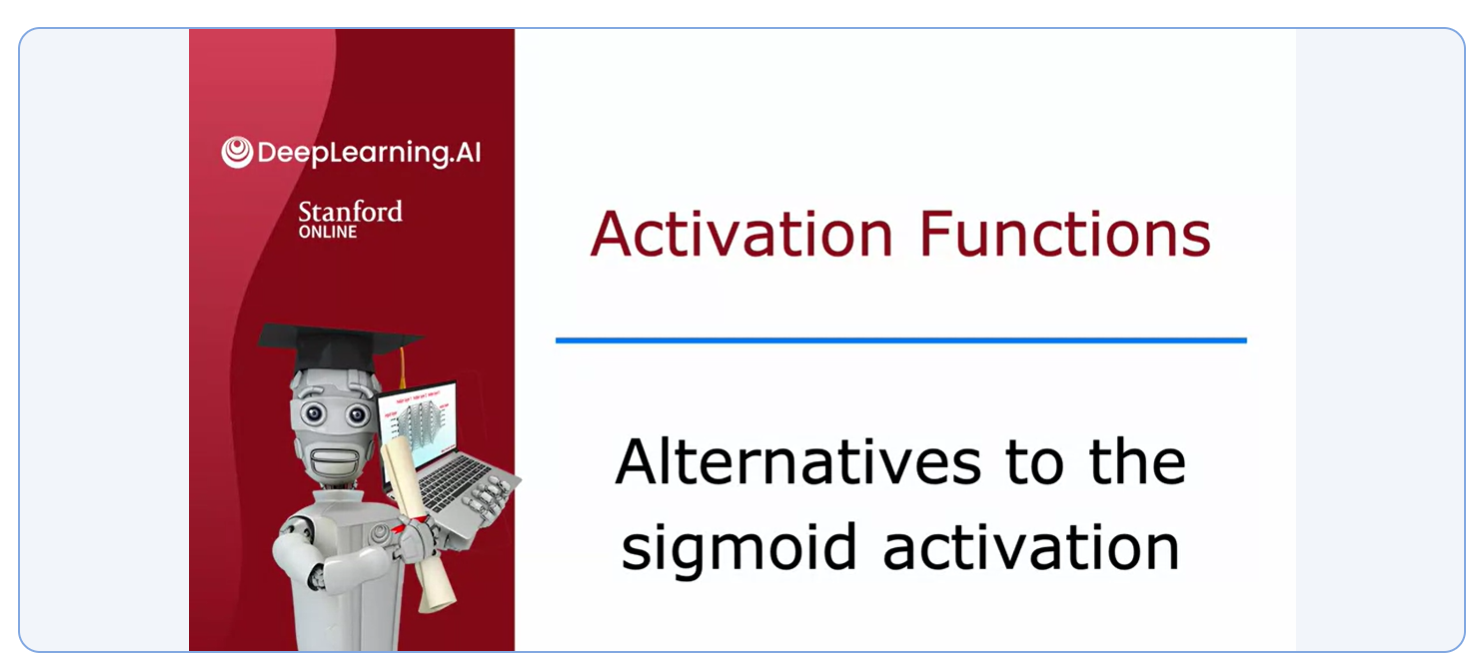 DeepLearning.AI
Stanford
ONLINE
Activation Functions
Alternatives to the
sigmoid activation